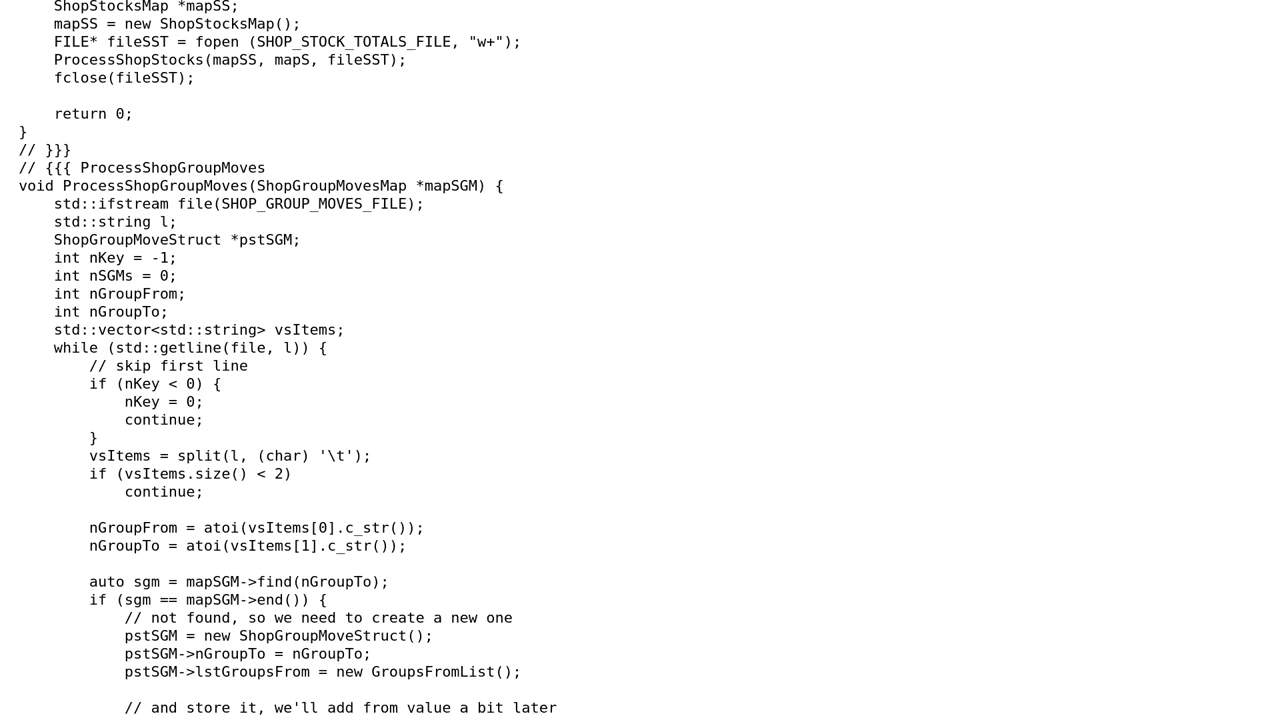 ShopStocksMap *mapSS;
    mapSS = new ShopStocksMap();
    FILE* fileSST = fopen (SHOP_STOCK_TOTALS_FILE, "w+");
    ProcessShopStocks(mapSS, mapS, fileSST);
    fclose(fileSST);

    return 0;
}
// }}}
// {{{ ProcessShopGroupMoves
void ProcessShopGroupMoves(ShopGroupMovesMap *mapSGM) {
    std::ifstream file(SHOP_GROUP_MOVES_FILE);
    std::string l;
    ShopGroupMoveStruct *pstSGM;
    int nKey = -1;
    int nSGMs = 0;
    int nGroupFrom;
    int nGroupTo;
    std::vector<std::string> vsItems;
    while (std::getline(file, l)) {
        // skip first line
        if (nKey < 0) {
            nKey = 0;
            continue;
        }
        vsItems = split(l, (char) '\t');
        if (vsItems.size() < 2)
            continue;

        nGroupFrom = atoi(vsItems[0].c_str());
        nGroupTo = atoi(vsItems[1].c_str());

        auto sgm = mapSGM->find(nGroupTo);
        if (sgm == mapSGM->end()) {
            // not found, so we need to create a new one
            pstSGM = new ShopGroupMoveStruct();
            pstSGM->nGroupTo = nGroupTo;
            pstSGM->lstGroupsFrom = new GroupsFromList();

            // and store it, we'll add from value a bit later